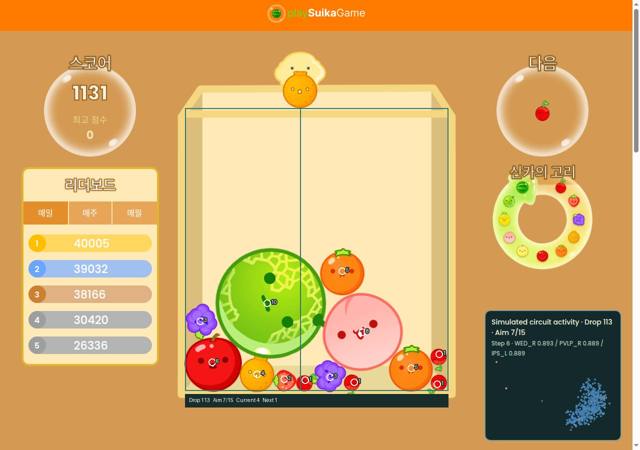 playSuikaGame
스코어
1131
최고 점수
0
다음
수박의 고리
리더보드
매일 매주 매월
1 40005
2 39032
3 38166
4 30420
5 26336
Simulated circuit activity · Drop 113
· Aim 7/15
Step 6 · WED_R 0.893 / PVLP_R 0.889 /
IPS_L 0.889
Drop 113 Aim 7/15 Current 4 Next 1